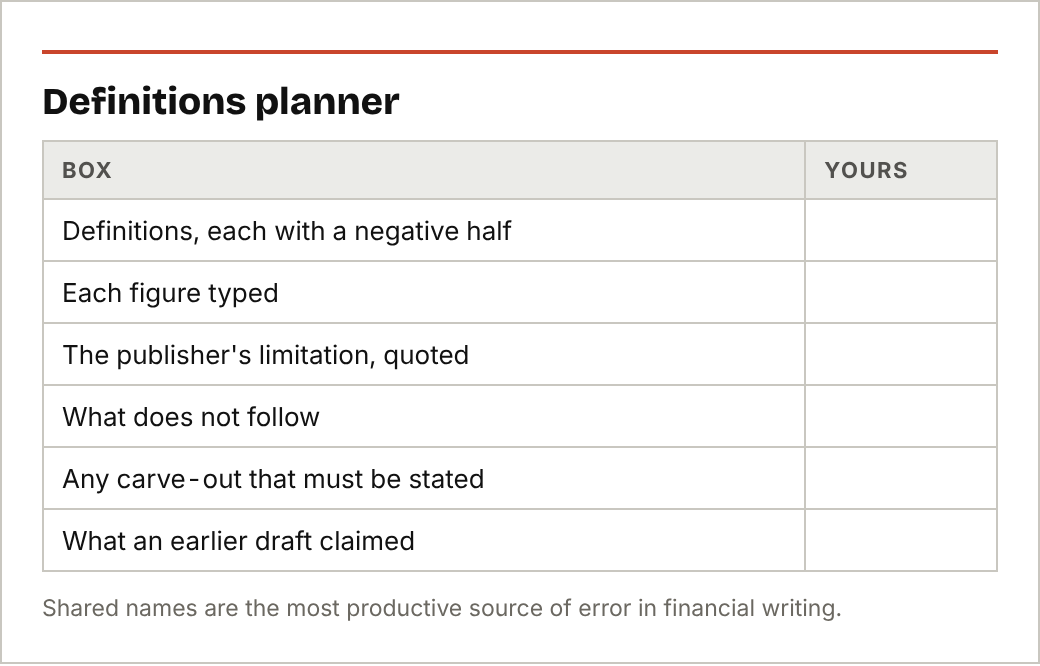 Definitions planner
BOX YOURS
Definitions, each with a negative half
Each figure typed
The publisher's limitation, quoted
What does not follow
Any carve-out that must be stated
What an earlier draft claimed
Shared names are the most productive source of error in financial writing.